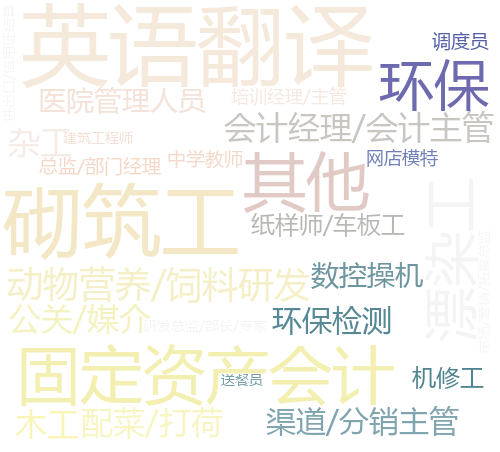 英语翻译
调度员
环保
医院管理人员
培训经理/主管
会计经理/会计主管
杂工
建筑工程师
总监/部门经理
中学教师
网店模特
其他
砌筑工
纸样师/车板工
漂染工
动物营养/饲料研发
数控操机
公关/媒介
研发总监/部长/专家
环保检测
固定资产会计
送餐员
机修工
木工
配菜/打荷
渠道/分销主管